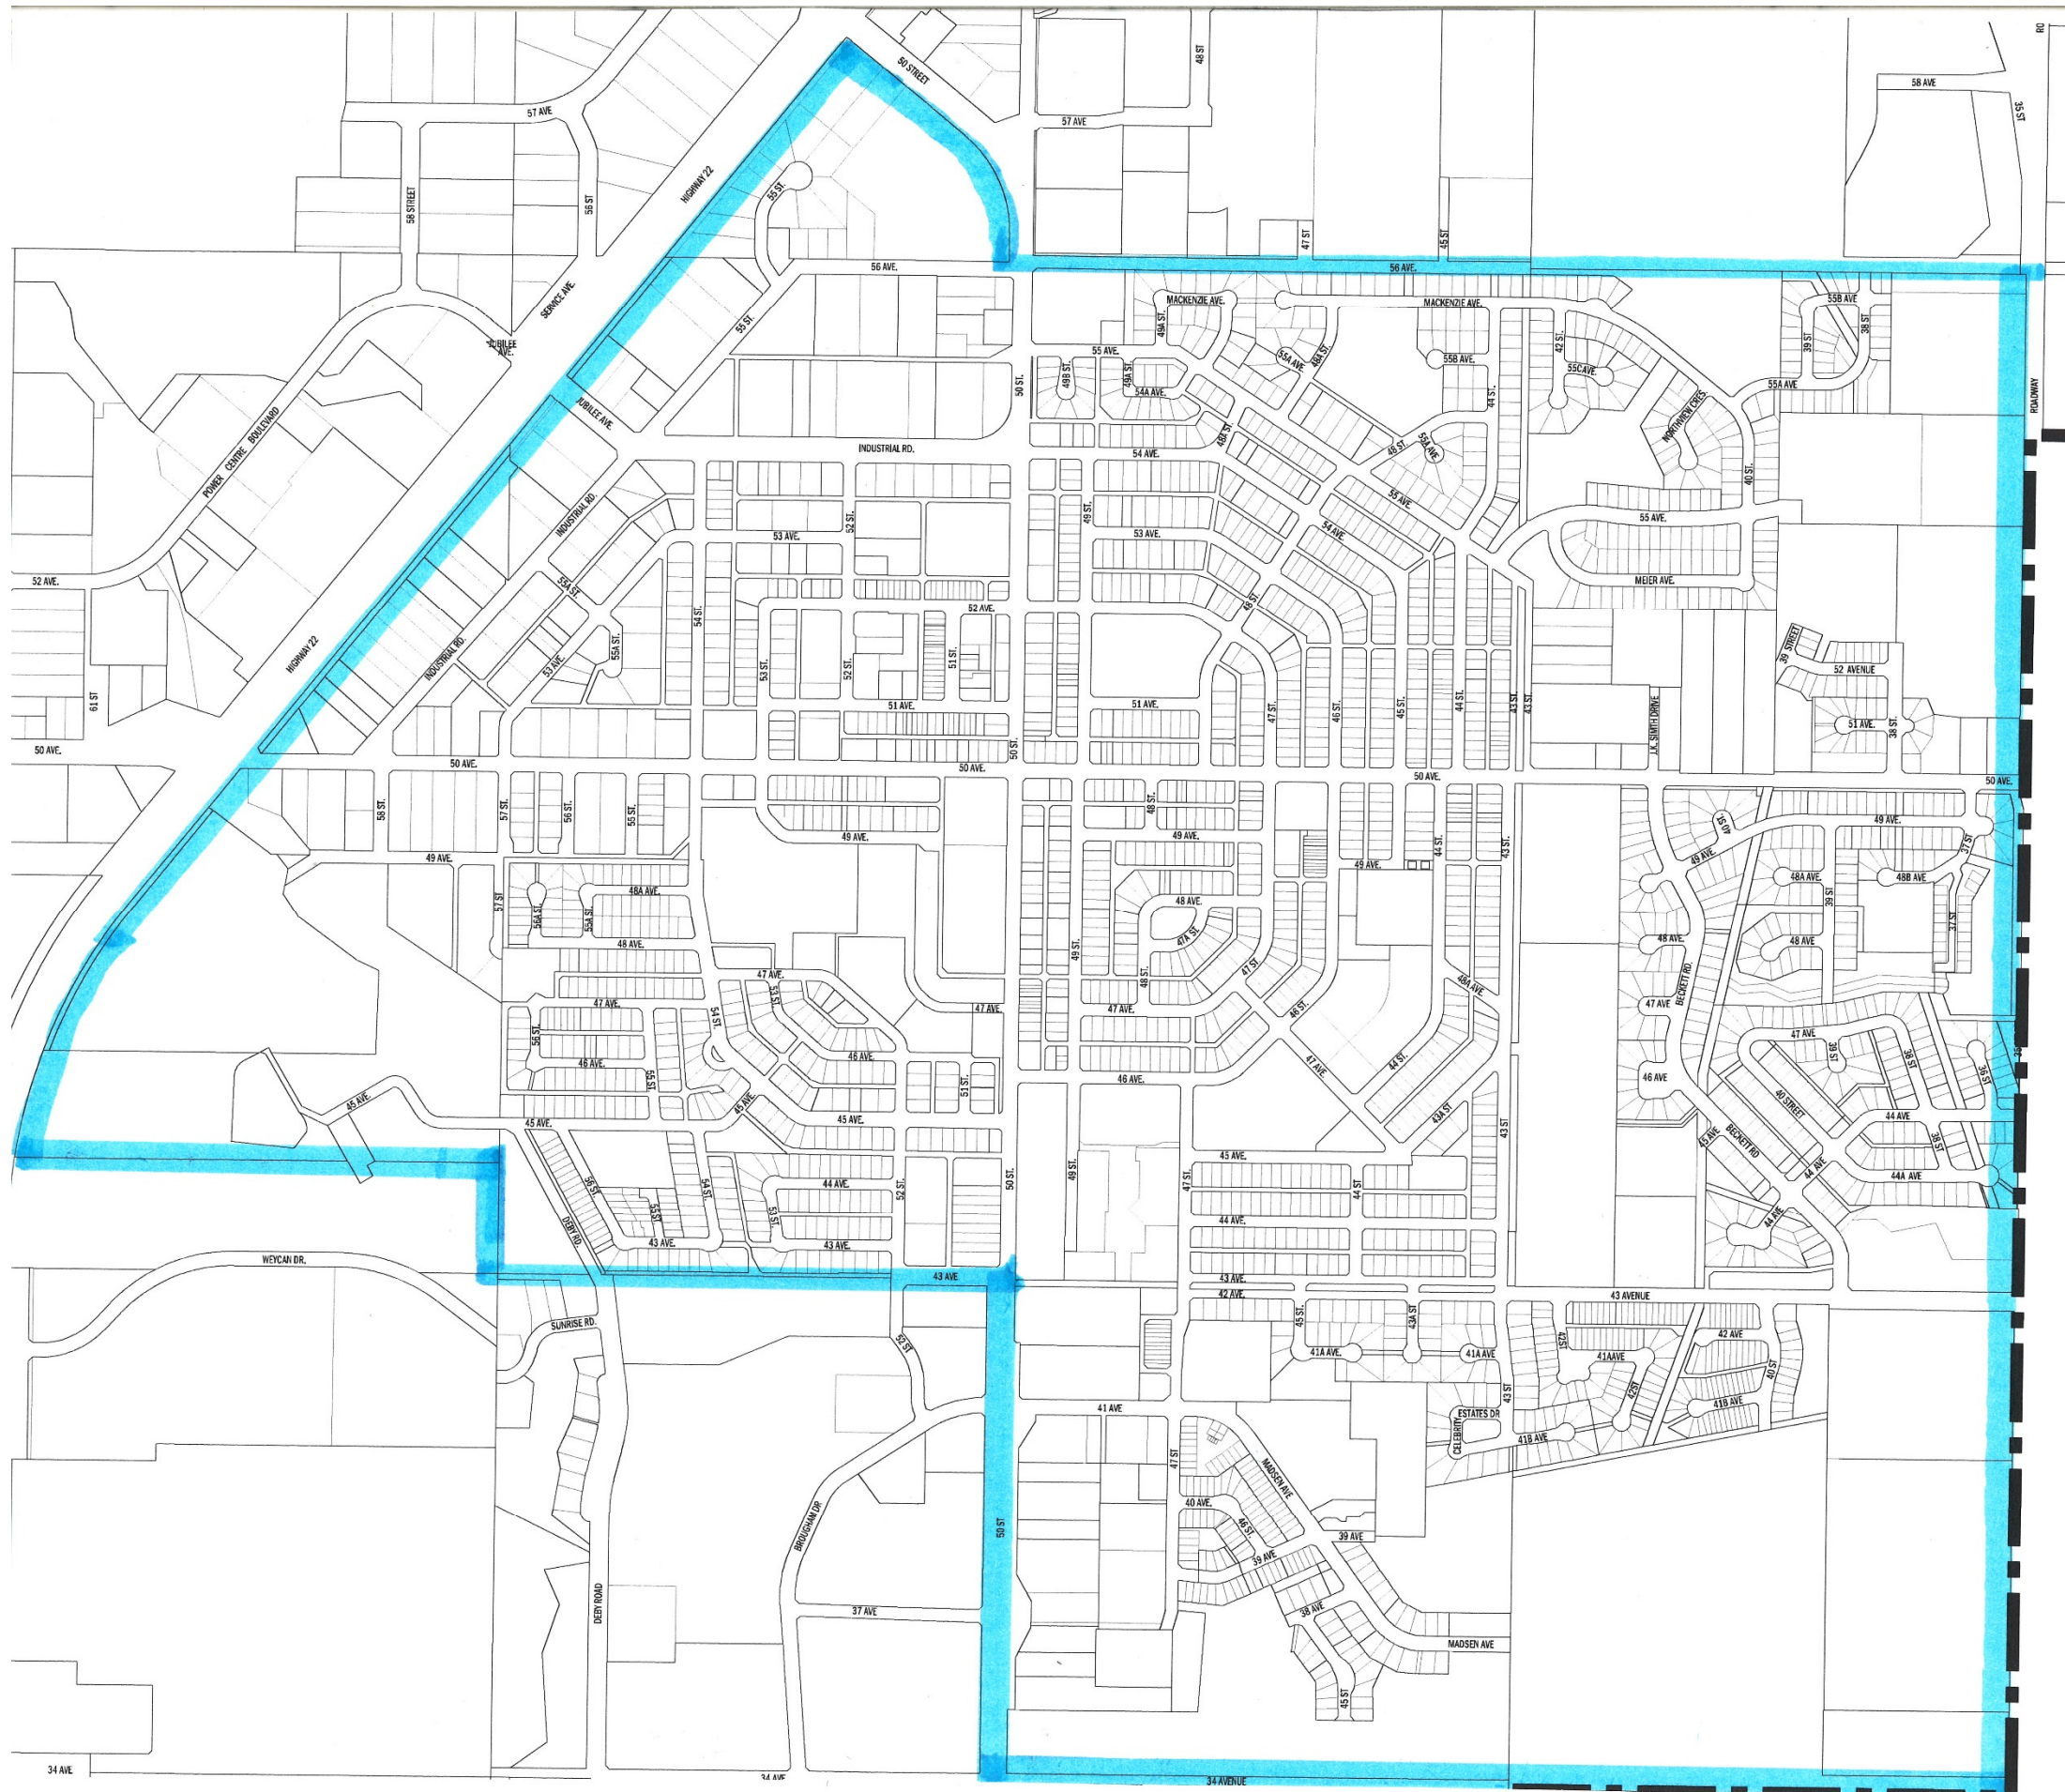 RD
50 STREET
48 ST
58 AVE
57 AVE
35 ST
57 AVE
HIGHWAY 22
55 ST.
58 STREET
56 ST
47 ST
45 ST
56 AVE.
56 AVE.
SERVICE AVE.
MACKENZIE AVE.
MACKENZIE AVE.
55B AVE
49A ST.
55 ST.
42 ST.
39 ST
38 ST
JUBILEE
AVE.
55 AVE.
55A AVE.
48A ST.
55B AVE.
55C AVE.
50 ST.
49B ST.
49A ST.
54A AVE.
44 ST.
55A AVE
ROADWAY
JUBILEE AVE.
NORTHVIEW CRES.
POWER CENTRE BOULEVARD
INDUSTRIAL RD.
54 AVE.
48A ST.
48 ST.
55A AVE.
40 ST.
INDUSTRIAL RD.
52 ST.
49 ST.
55 AVE.
55 AVE.
53 AVE.
53 AVE.
54 AVE.
52 AVE.
55A ST.
MEIER AVE.
54 ST.
52 AVE.
48 ST.
HIGHWAY 22
INDUSTRIAL RD.
53 AVE.
55A ST.
53 ST.
52 ST.
51 ST.
39 STREET
52 AVENUE
61 ST
51 AVE.
51 AVE.
47 ST.
46 ST.
45 ST.
44 ST.
43 ST.
43 ST.
J.K. SMITH DRIVE
51 AVE.
38 ST.
50 AVE.
50 AVE.
50 ST.
50 AVE.
50 AVE.
50 AVE.
58 ST.
57 ST.
56 ST.
55 ST.
48 ST.
49 AVE.
49 AVE.
40 ST.
49 AVE.
37 ST
49 AVE.
44 ST.
43 ST.
49 AVE.
49 AVE
57 ST
56A ST.
55A ST.
48A AVE.
48 AVE.
48A AVE.
48B AVE
39 ST
37 ST
48 AVE.
49 ST.
47A ST.
48 AVE.
48 AVE
BECKETT RD.
47 AVE.
53 ST.
48 ST.
47 ST
48A AVE.
47 AVE.
54 ST.
47 AVE.
47 AVE.
46 ST.
47 AVE
47 AVE
39 ST
38 ST
36 ST
56 ST.
46 AVE.
55 ST
46 AVE.
51 ST.
46 AVE.
47 AVE.
44 ST.
46 AVE
40 STREET
45 AVE.
45 AVE.
45 AVE.
45 AVE.
43A ST
43 ST
45 AVE
BECKETT RD
44 AVE
38 ST
44 AVE
44A AVE
45 AVE.
49 ST.
50 ST.
47 ST.
44 ST
56 ST.
54 ST.
44 AVE.
52 ST.
55 ST.
53 ST.
DEBY RD.
44 AVE.
44 AVE
43 AVE.
43 AVE.
43 AVE
WEYCAN DR.
43 AVE.
42 AVE.
43 AVENUE
SUNRISE RD.
52 ST
45 ST.
43A ST
42 ST
42 AVE
41A AVE.
41A AVE
41A AVE
40 ST
43 ST
42 ST
41B AVE
41 AVE
CELEBRITY
ESTATES DR
41B AVE
47 ST
MADSEN AVE
40 AVE.
46 ST.
BROUGHAM DR
50 ST
39 AVE
39 AVE
DEBY ROAD
37 AVE
38 AVE
MADSEN AVE
45 ST
34 AVE
34 AVE
34 AVENUE